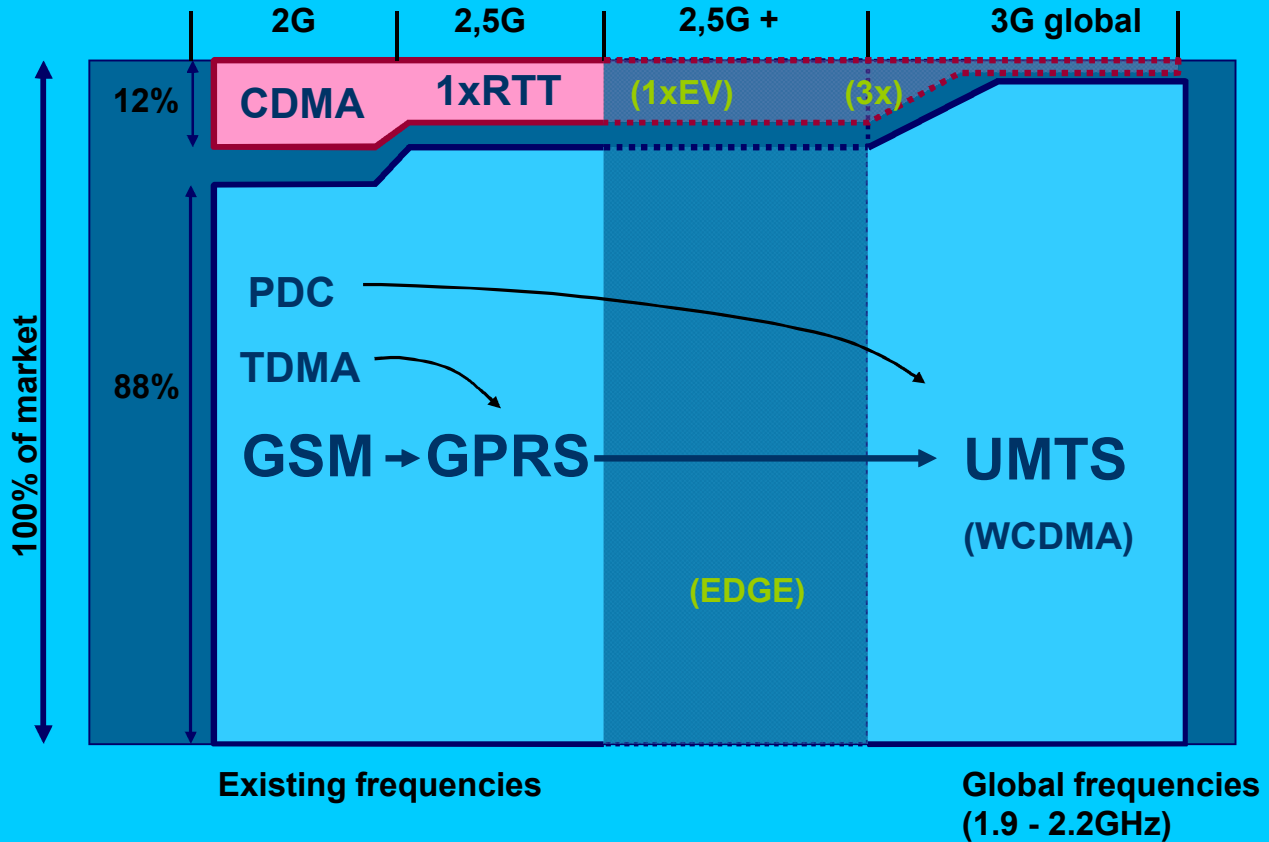 2G
2,5G
2,5G +
3G global
12%
CDMA
1xRTT
(1xEV)
(3x)
100% of market
88%
PDC
TDMA
GSM
GPRS
UMTS
(WCDMA)
(EDGE)
Existing frequencies
Global frequencies
(1.9 - 2.2GHz)